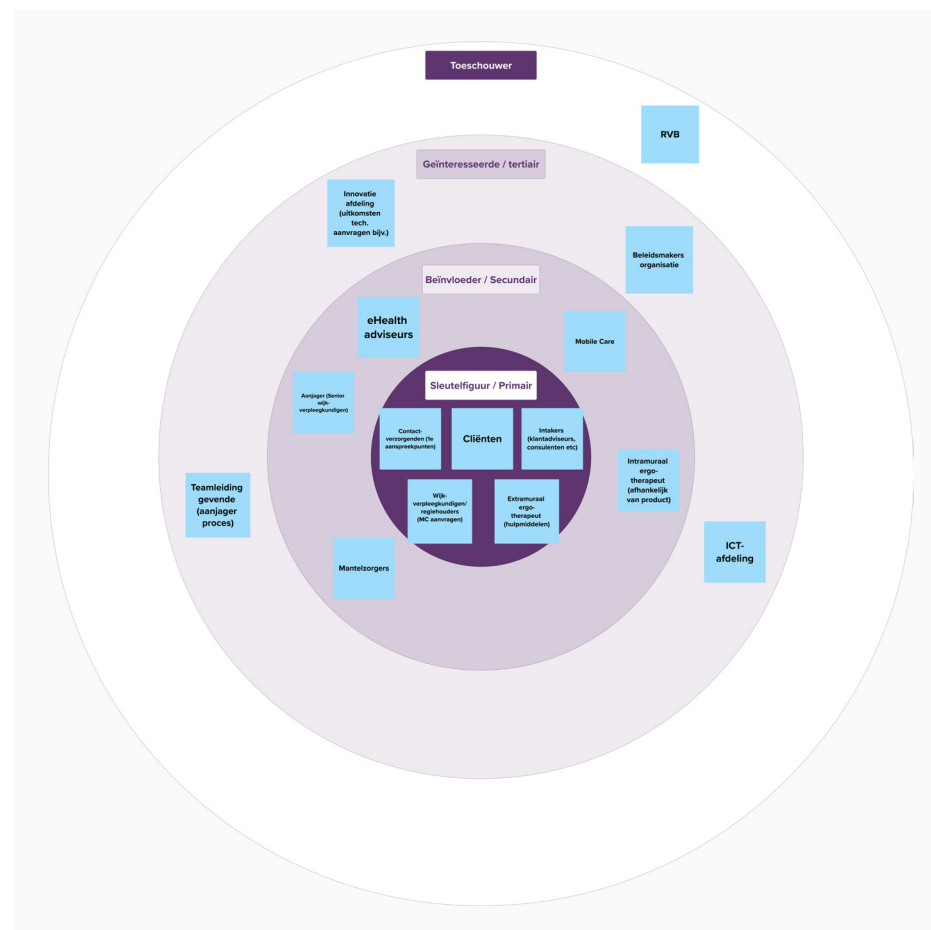 Toeschouwer
RVB
Geïnteresseerde / tertiair
Innovatie
afdeling
(uitkomsten
tech.
aanvragen bijv.)
Beleidsmakers
organisatie
Beïnvloeder / Secundair
eHealth
adviseurs
Mobile Care
Aanjager (Senior
wijk-
verpleegkundigen)
Sleutelfiguur / Primair
Contact-
verzorgenden (1e
aanspreekpunten)
Cliënten
Intakers
(klantadviseurs,
consulenten etc)
Intramuraal
ergo-
therapeut
(afhankelijk
van product)
Teamleiding
gevende
(aanjager
proces)
Wijk-
verpleegkundigen/
regiehouders
(MC aanvragen)
Extramuraal
ergo-
therapeut
(hulpmiddelen)
ICT-
afdeling
Mantelzorgers